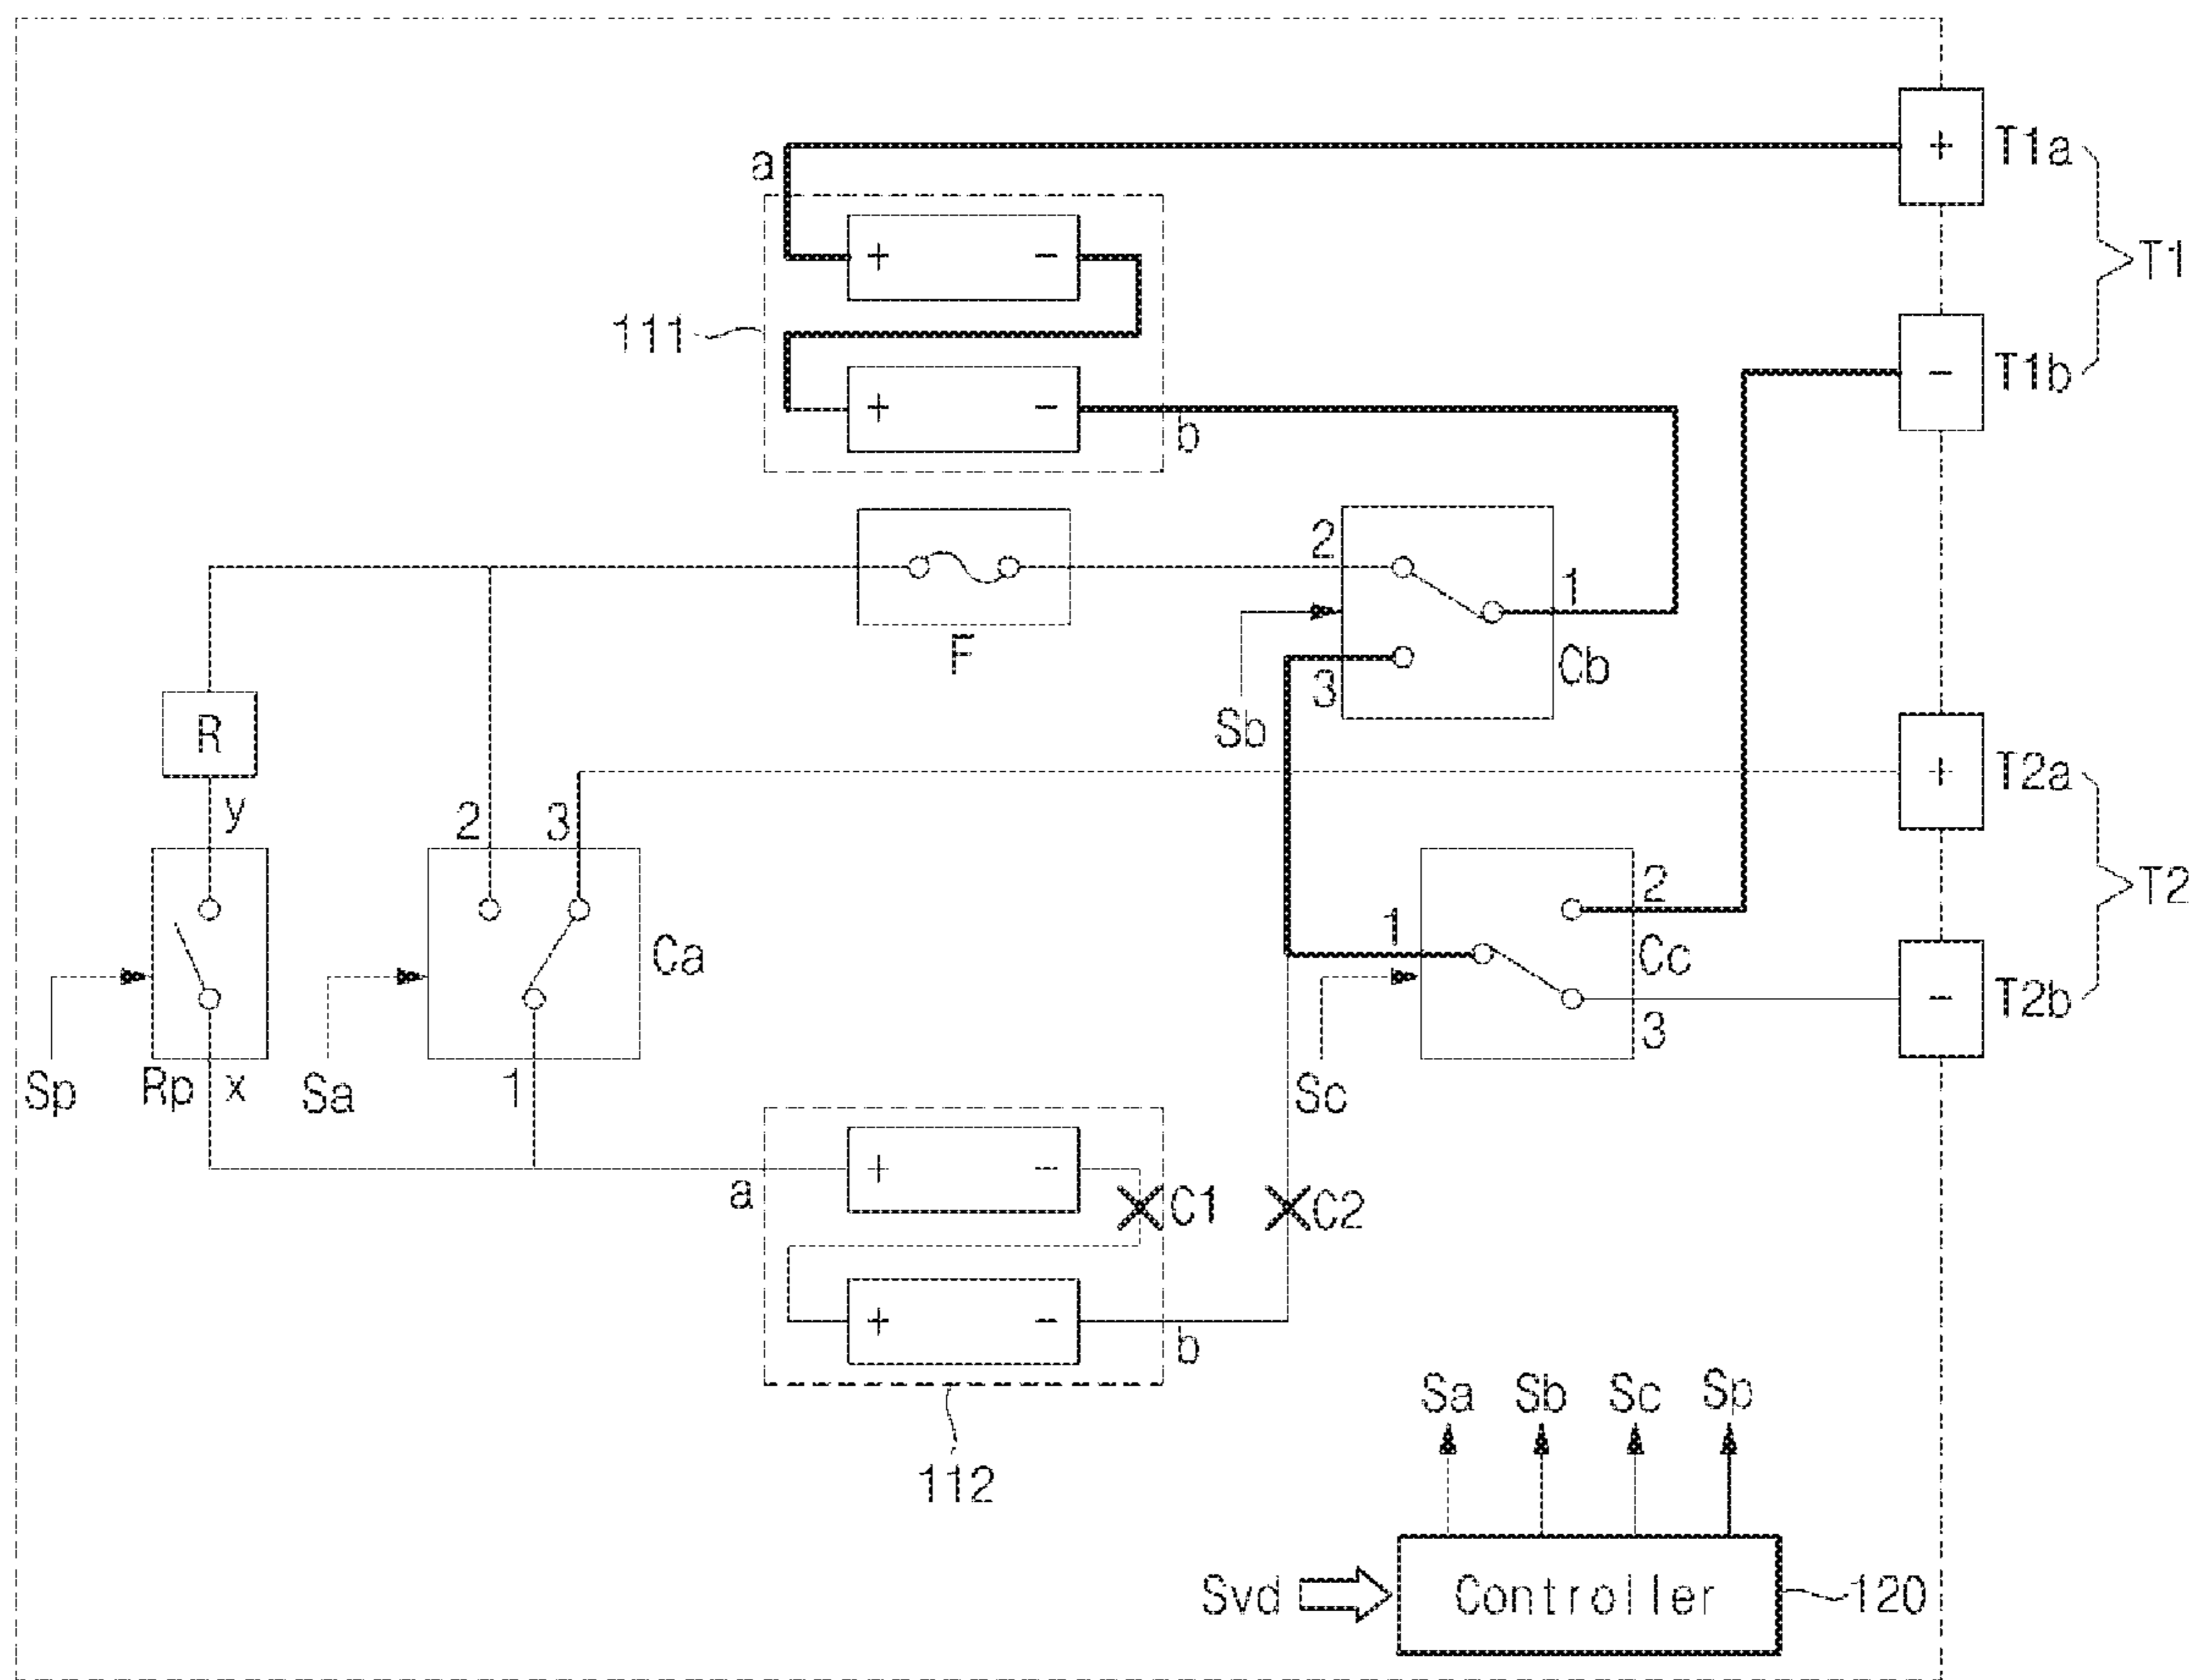 + T1a
a
+ -
T1
111
- T1b
+ -
b
2
1
F
3
Cb
Sb
R
+ T2a
y
2 3
2
T2
1
Ca
Cc
- T2b
3
Sp Rp x Sa 1
Sc
+ -
a
C1 C2
+ -
b
Sa Sb Sc Sp
112
Svd Controller 120